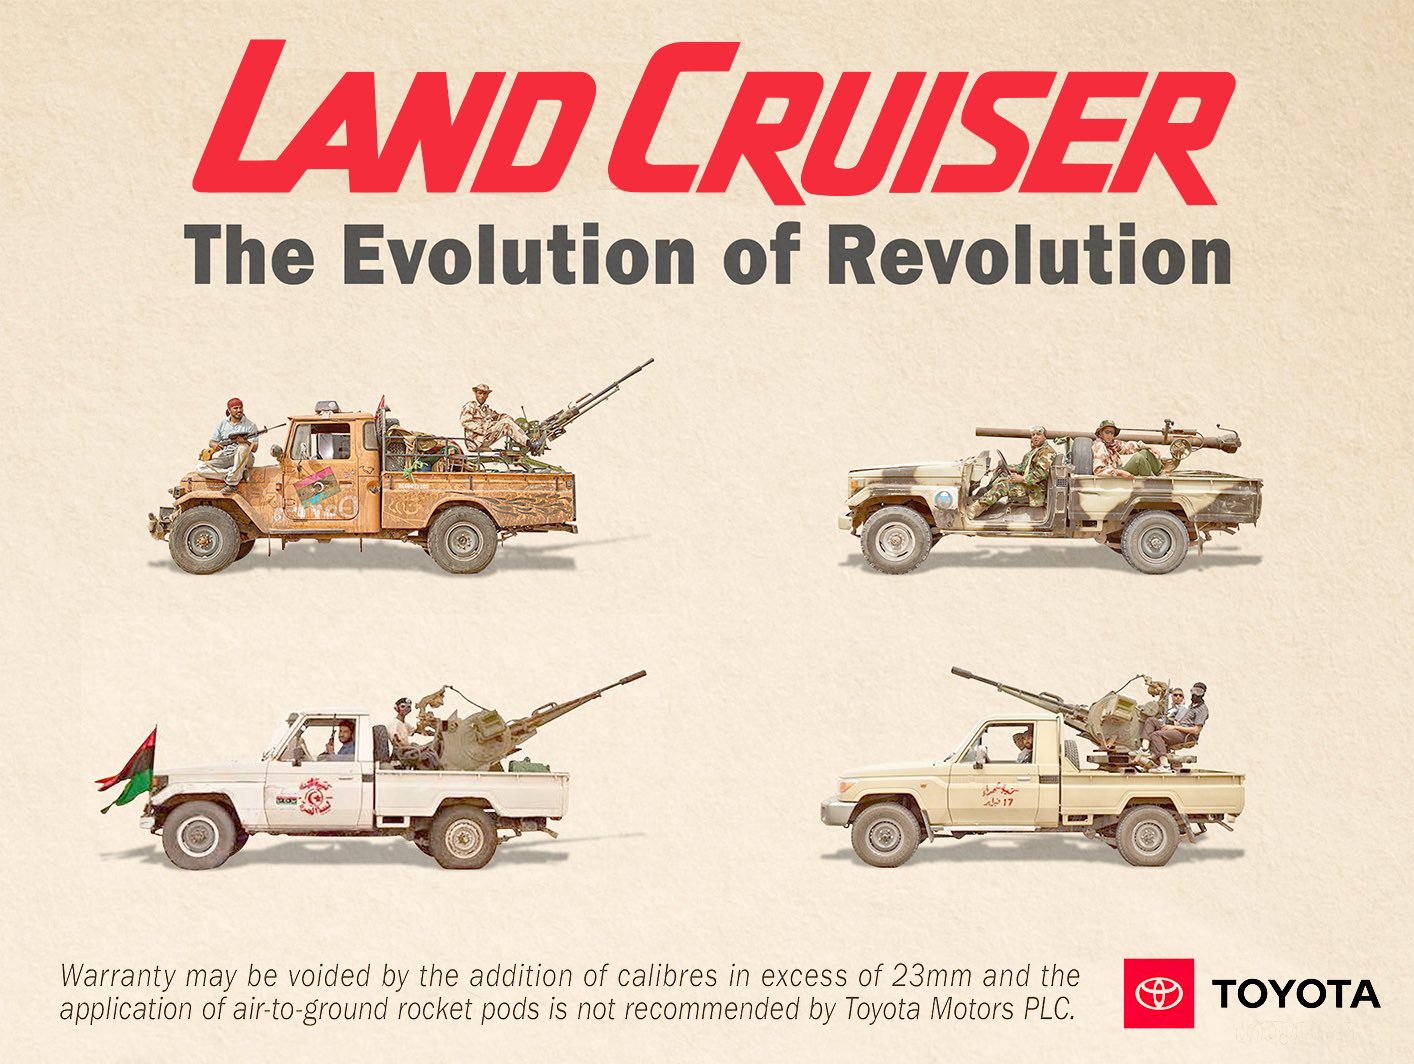 LAND CRUISER
The Evolution of Revolution
17
Warranty may be voided by the addition of calibres in excess of 23mm and the
application of air-to-ground rocket pods is not recommended by Toyota Motors PLC.
TOYOTA